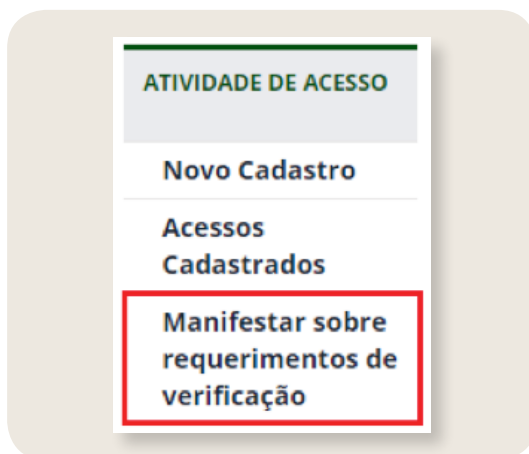 ATIVIDADE DE ACESSO
Novo Cadastro
Acessos
Cadastrados
Manifestar sobre
requerimentos de
verificação